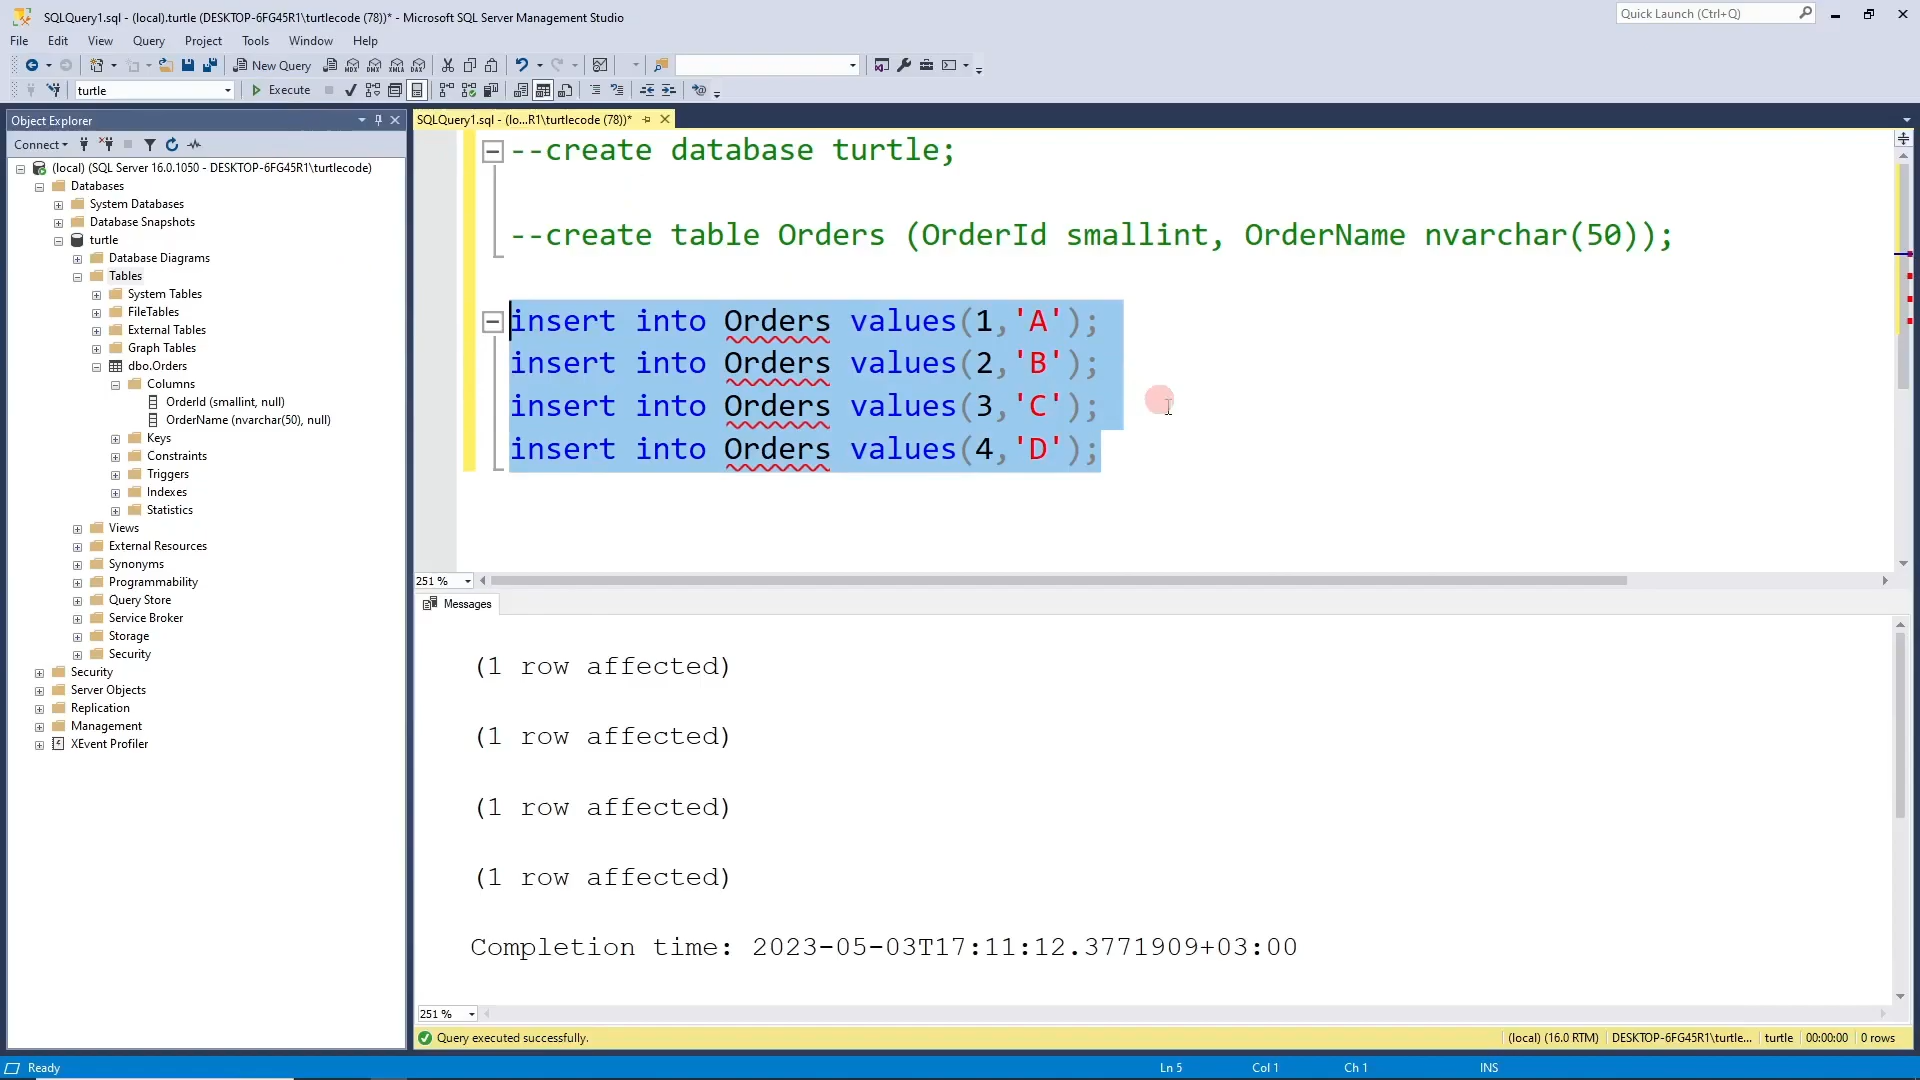 SQLQuery1.sql - (local).turtle (DESKTOP-6FG45R1\turtlecode (78))* - Microsoft SQL Server Management Studio
Quick Launch (Ctrl+Q)
File Edit View Query Project Tools Window Help
New Query MDX DMX XMLA DAX
turtle Execute
Object Explorer
SQLQuery1.sql - (lo...R1\turtlecode (78))*
Connect
(local) (SQL Server 16.0.1050 - DESKTOP-6FG45R1\turtlecode)
Databases
System Databases
Database Snapshots
turtle
Database Diagrams
Tables
System Tables
FileTables
External Tables
Graph Tables
dbo.Orders
Columns
OrderId (smallint, null)
OrderName (nvarchar(50), null)
Keys
Constraints
Triggers
Indexes
Statistics
Views
External Resources
Synonyms
Programmability
Query Store
Service Broker
Storage
Security
Security
Server Objects
Replication
Management
XEvent Profiler
--create database turtle;
--create table Orders (OrderId smallint, OrderName nvarchar(50));
insert into Orders values(1,'A');
insert into Orders values(2,'B');
insert into Orders values(3,'C');
insert into Orders values(4,'D');
251 %
Messages
(1 row affected)
(1 row affected)
(1 row affected)
(1 row affected)
Completion time: 2023-05-03T17:11:12.3771909+03:00
251 %
Query executed successfully.
(local) (16.0 RTM) DESKTOP-6FG45R1\turtle... turtle 00:00:00 0 rows
Ready Ln 5 Col 1 Ch 1 INS